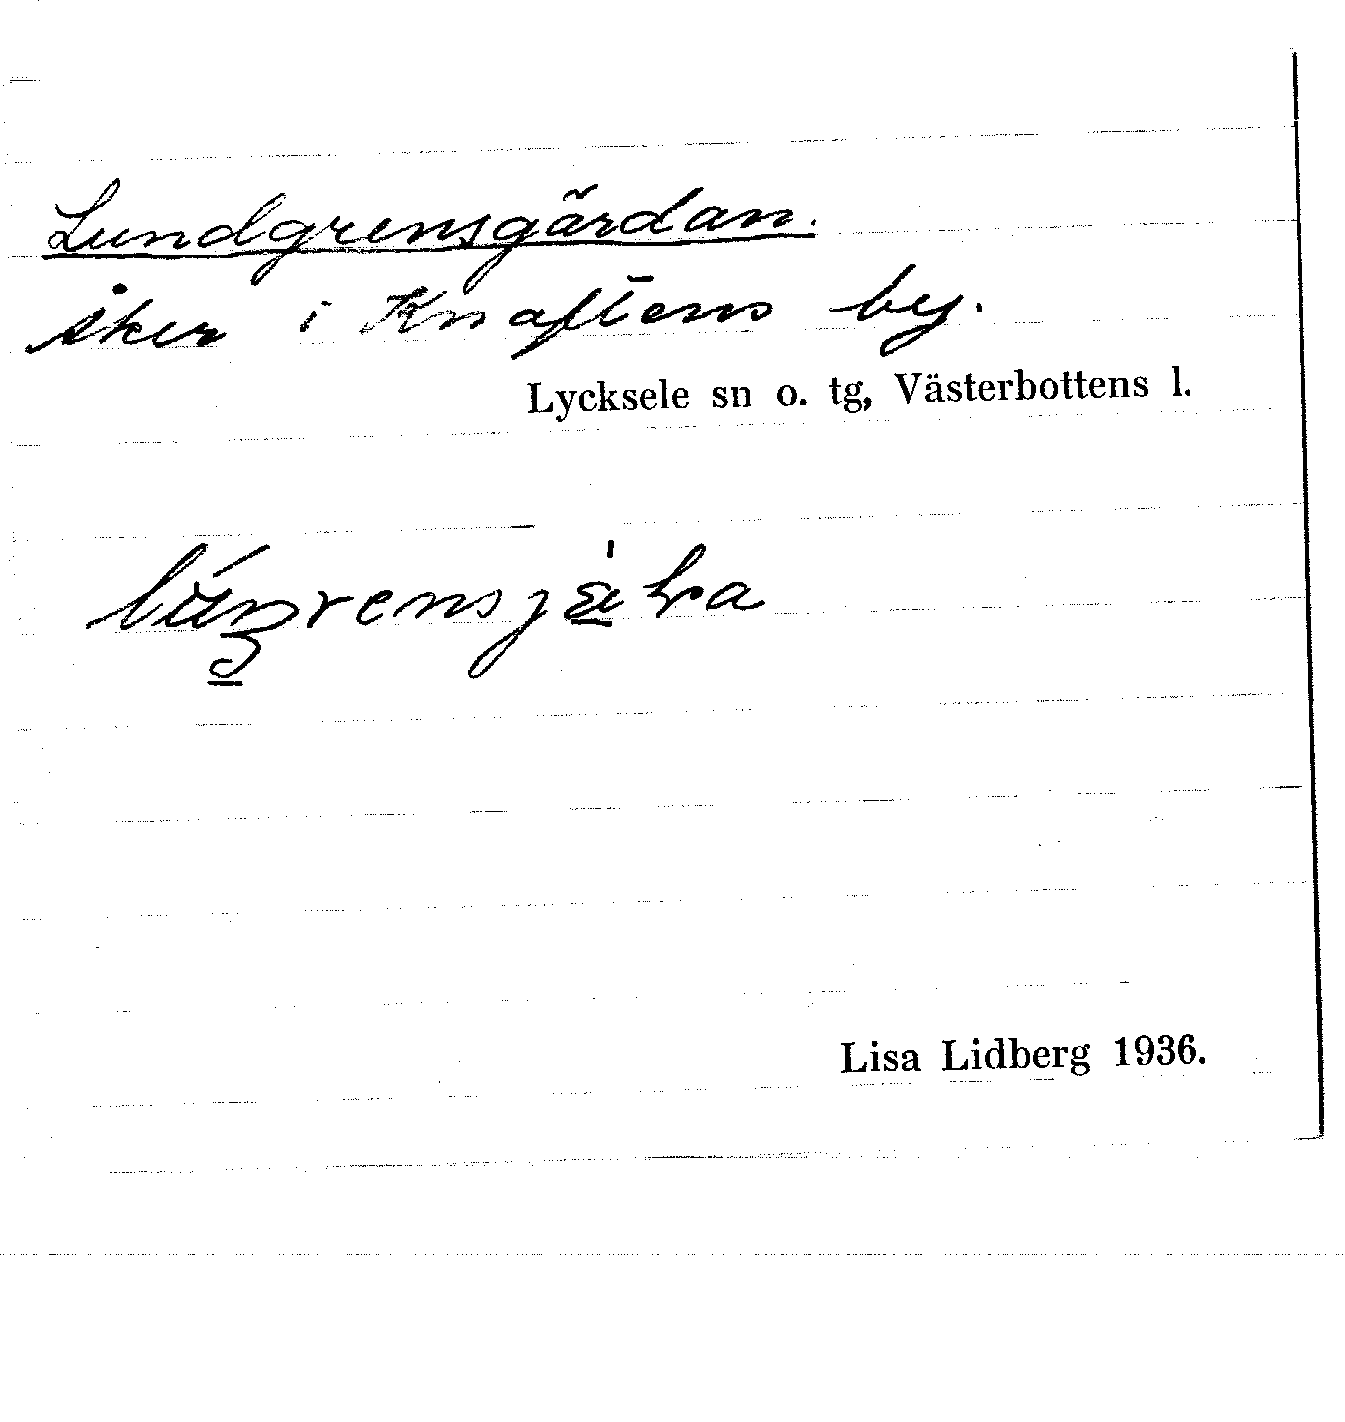 Lundgrensgärdan.
åker i Knaftens by.
Lycksele sn o. tg, Västerbottens l.
Lisa Lidberg 1936.